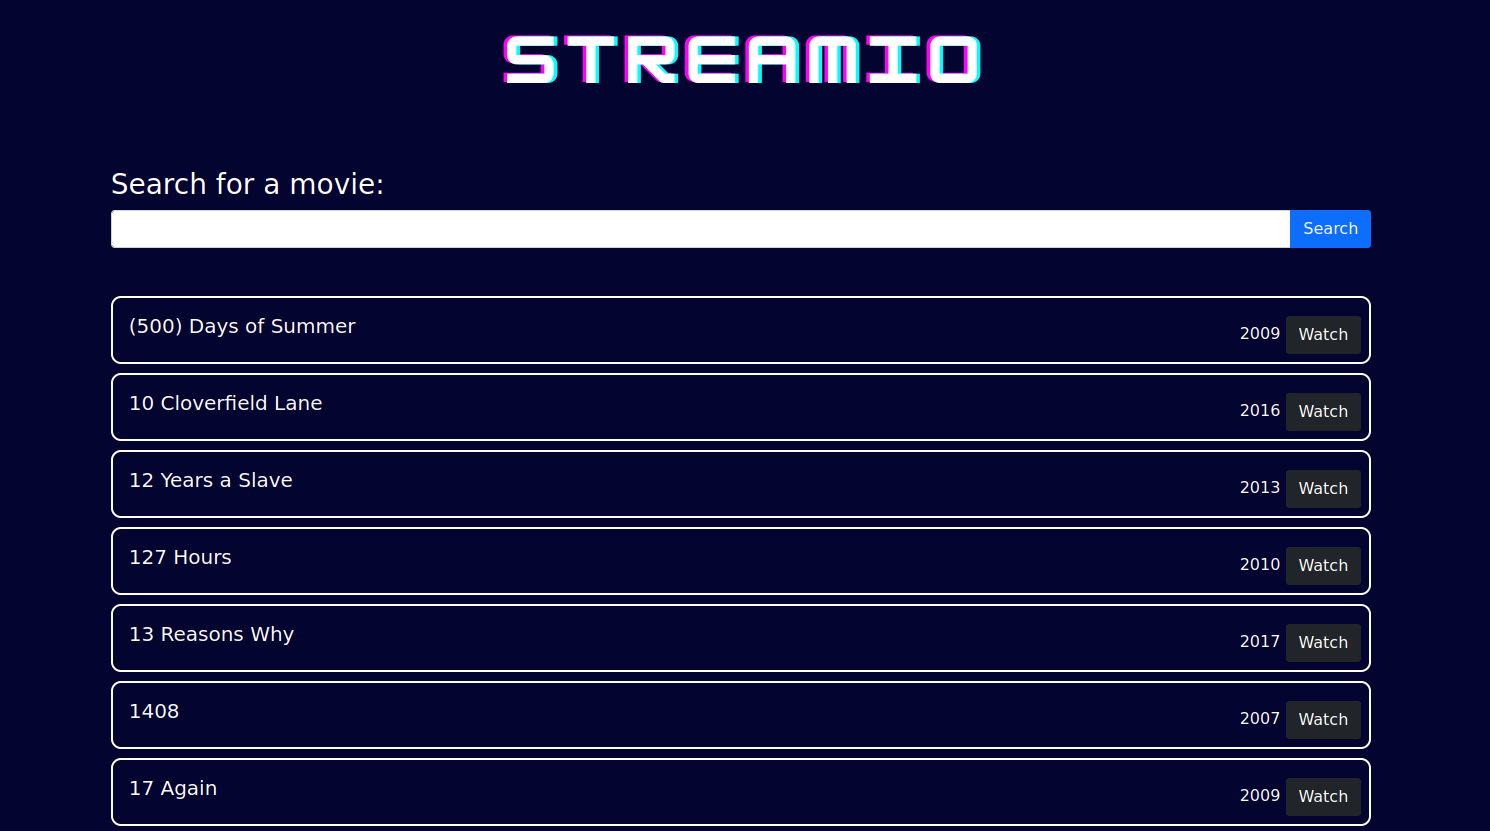 STREAMIO
Search for a movie:
Search
(500) Days of Summer 2009 Watch
10 Cloverfield Lane 2016 Watch
12 Years a Slave 2013 Watch
127 Hours 2010 Watch
13 Reasons Why 2017 Watch
1408 2007 Watch
17 Again 2009 Watch